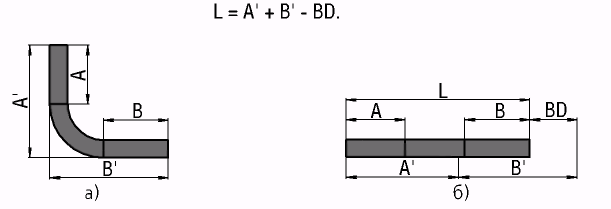 L = A' + B' - BD.
A'
A
B
B'
а)
L
A
B
BD
A'
B'
б)